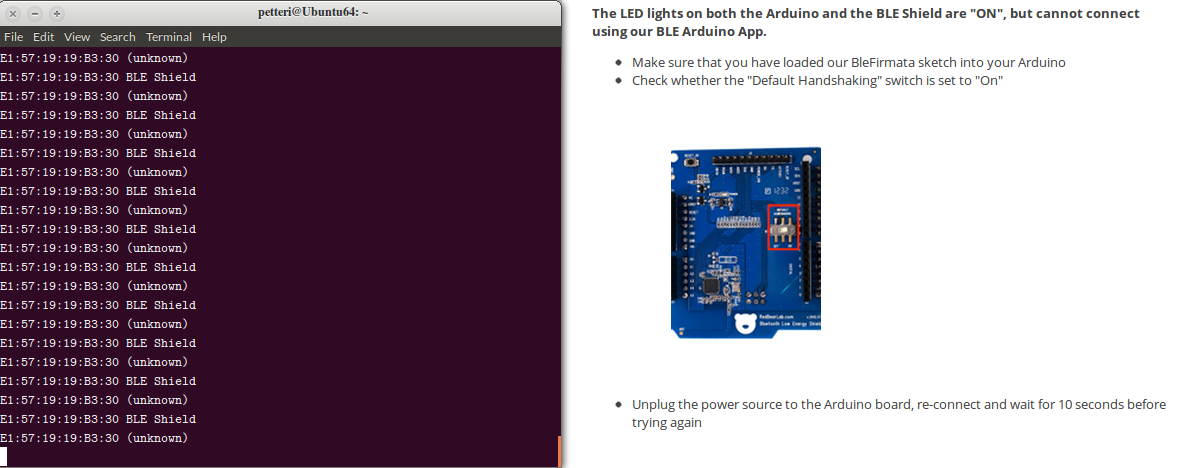 petteri@Ubuntu64: ~
File Edit View Search Terminal Help
E1:57:19:19:B3:30 (unknown)
E1:57:19:19:B3:30 BLE Shield
E1:57:19:19:B3:30 (unknown)
E1:57:19:19:B3:30 BLE Shield
E1:57:19:19:B3:30 (unknown)
E1:57:19:19:B3:30 BLE Shield
E1:57:19:19:B3:30 (unknown)
E1:57:19:19:B3:30 BLE Shield
E1:57:19:19:B3:30 (unknown)
E1:57:19:19:B3:30 BLE Shield
E1:57:19:19:B3:30 (unknown)
E1:57:19:19:B3:30 BLE Shield
E1:57:19:19:B3:30 (unknown)
E1:57:19:19:B3:30 BLE Shield
E1:57:19:19:B3:30 (unknown)
E1:57:19:19:B3:30 BLE Shield
E1:57:19:19:B3:30 (unknown)
E1:57:19:19:B3:30 BLE Shield
E1:57:19:19:B3:30 (unknown)
E1:57:19:19:B3:30 BLE Shield
E1:57:19:19:B3:30 (unknown)
The LED lights on both the Arduino and the BLE Shield are "ON", but cannot connect
using our BLE Arduino App.
Make sure that you have loaded our BleFirmata sketch into your Arduino
Check whether the "Default Handshaking" switch is set to "On"
1232
RedBearLab.com
Bluetooth Low Energy Shield
Unplug the power source to the Arduino board, re-connect and wait for 10 seconds before
trying again